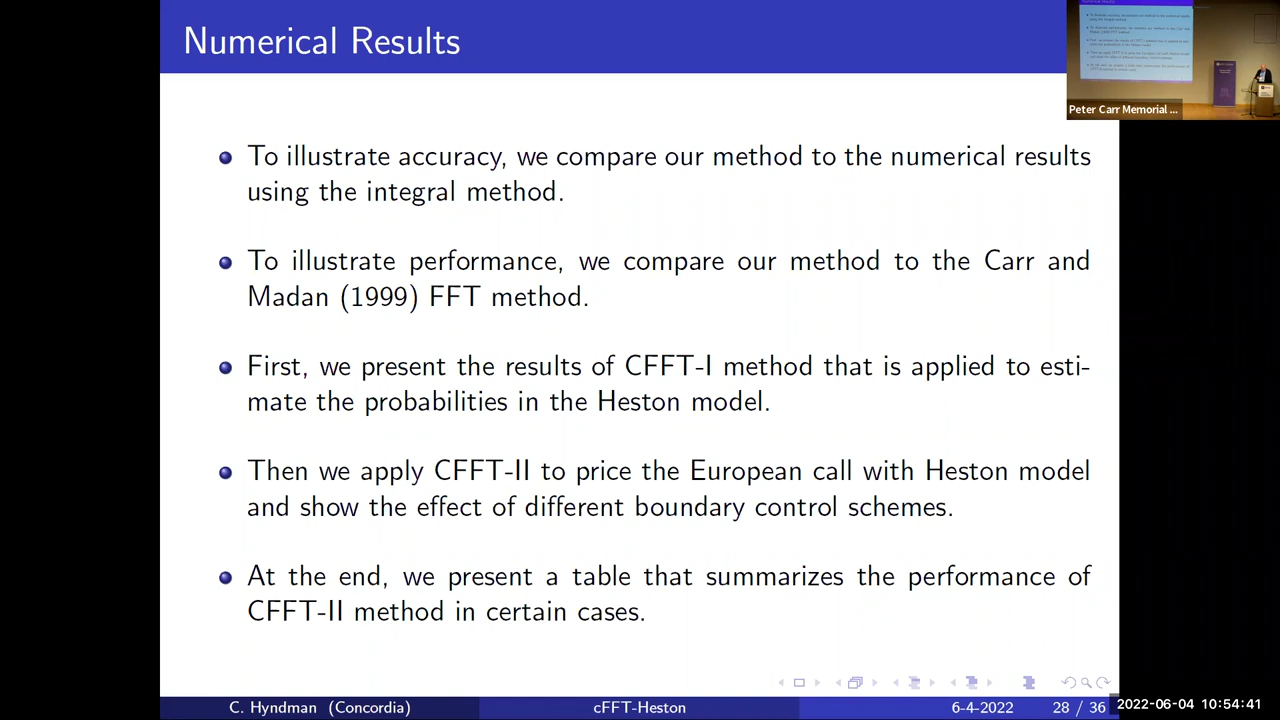 Numerical Results
Peter Carr Memorial ...
To illustrate accuracy, we compare our method to the numerical results
using the integral method.
To illustrate performance, we compare our method to the Carr and
Madan (1999) FFT method.
First, we present the results of CFFT-I method that is applied to esti-
mate the probabilities in the Heston model.
Then we apply CFFT-II to price the European call with Heston model
and show the effect of different boundary control schemes.
At the end, we present a table that summarizes the performance of
CFFT-II method in certain cases.
C. Hyndman (Concordia)
cFFT-Heston
6-4-2022
28 / 36
2022-06-04 10:54:41